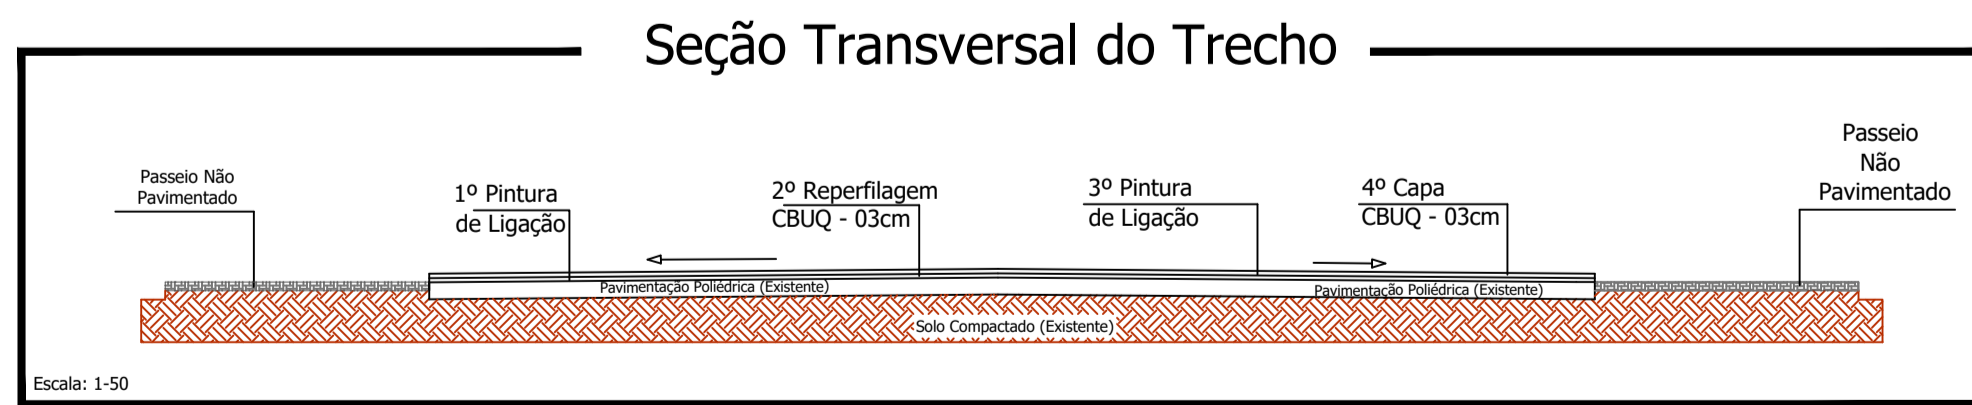 Seção Transversal do Trecho
Passeio Não
Pavimentado
1º Pintura
de Ligação
2º Reperfilagem
CBUQ - 03cm
3º Pintura
de Ligação
4º Capa
CBUQ - 03cm
Passeio
Não
Pavimentado
Pavimentação Poliédrica (Existente)
Pavimentação Poliédrica (Existente)
Solo Compactado (Existente)
Escala: 1-50